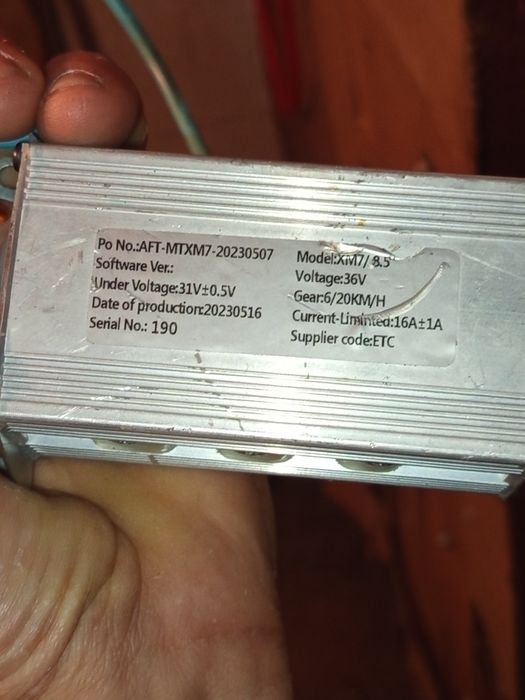 Po No.:AFT-MTXM7-20230507
Software Ver.:
Under Voltage:31V±0.5V
Date of production:20230516
Serial No.: 190
Model:XM7/ 8.5"
Voltage:36V
Gear:6/20KM/H
Current-Liminted:16A±1A
Supplier code:ETC